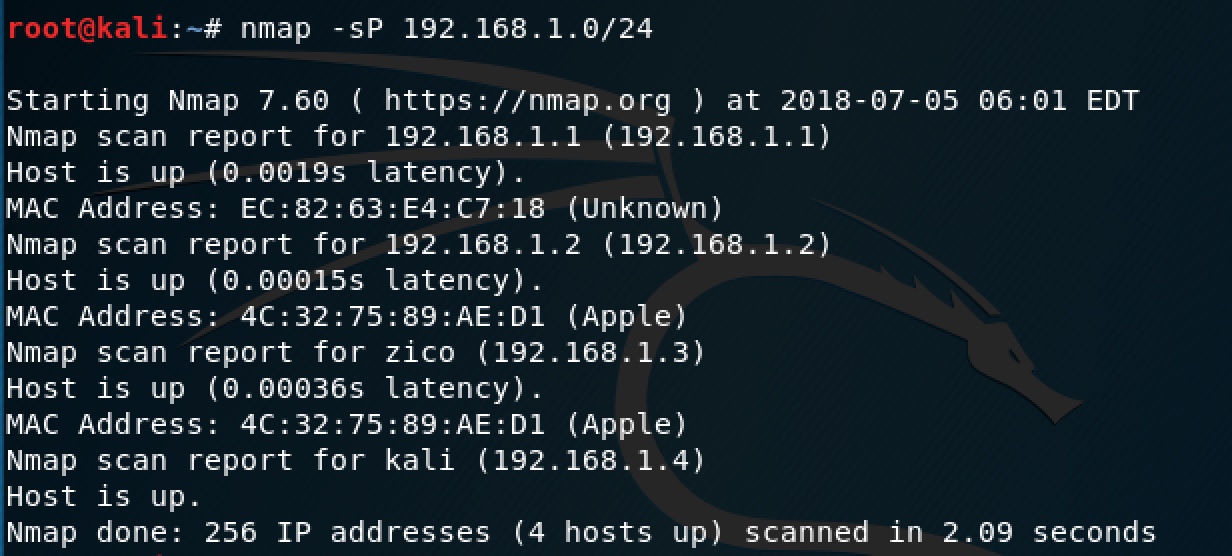 root@kali:~# nmap -sP 192.168.1.0/24
Starting Nmap 7.60 ( https://nmap.org ) at 2018-07-05 06:01 EDT
Nmap scan report for 192.168.1.1 (192.168.1.1)
Host is up (0.0019s latency).
MAC Address: EC:82:63:E4:C7:18 (Unknown)
Nmap scan report for 192.168.1.2 (192.168.1.2)
Host is up (0.00015s latency).
MAC Address: 4C:32:75:89:AE:D1 (Apple)
Nmap scan report for zico (192.168.1.3)
Host is up (0.00036s latency).
MAC Address: 4C:32:75:89:AE:D1 (Apple)
Nmap scan report for kali (192.168.1.4)
Host is up.
Nmap done: 256 IP addresses (4 hosts up) scanned in 2.09 seconds